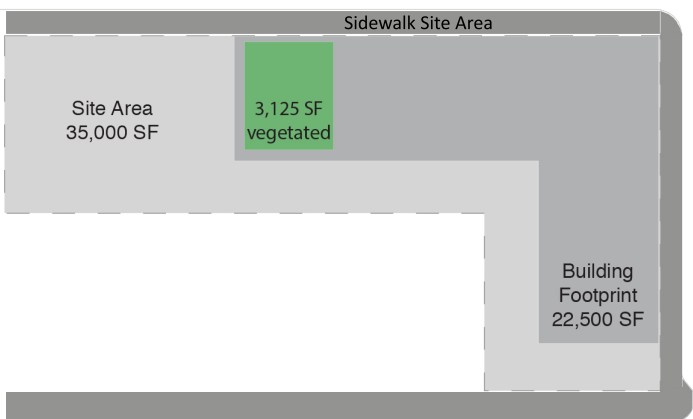 Sidewalk Site Area
Site Area
35,000 SF
3,125 SF
vegetated
Building
Footprint
22,500 SF